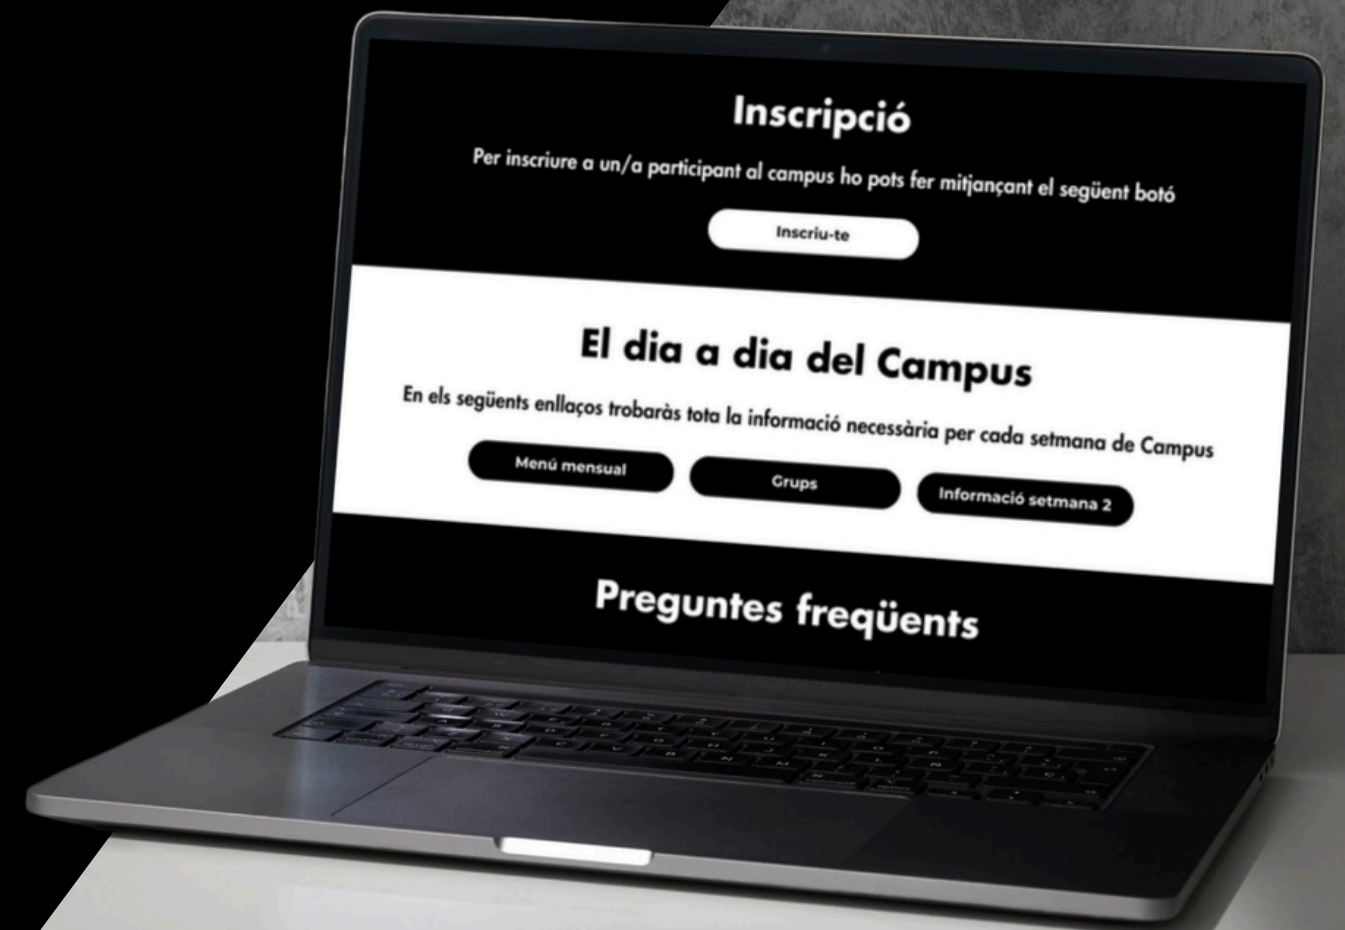 Inscripció
Per inscriure a un/a participant al campus ho pots fer mitjançant el següent botó
Inscriu-te
El dia a dia del Campus
En els següents enllaços trobaràs tota la informació necessària per cada setmana de Campus
Menú mensual
Grups
Informació setmana 2
Preguntes freqüents